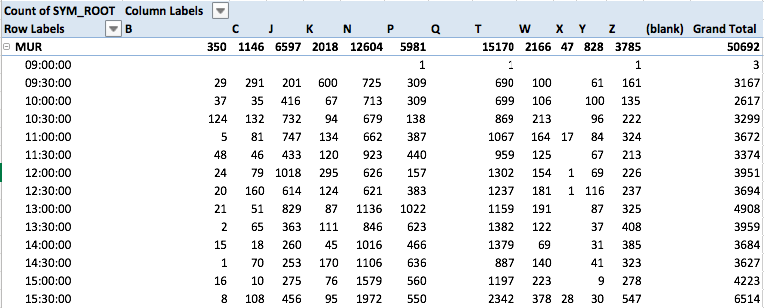 Count of SYM_ROOT Column Labels
Row Labels B C J K N P Q T W X Y Z (blank) Grand Total
MUR 350 1146 6597 2018 12604 5981 15170 2166 47 828 3785 50692
09:00:00 1 1 1 3
09:30:00 29 291 201 600 725 309 690 100 61 161 3167
10:00:00 37 35 416 67 713 309 699 106 100 135 2617
10:30:00 124 132 732 94 679 138 869 213 96 222 3299
11:00:00 5 81 747 134 662 387 1067 164 17 84 324 3672
11:30:00 48 46 433 120 923 440 959 125 67 213 3374
12:00:00 24 79 1018 295 626 157 1302 154 1 69 226 3951
12:30:00 20 160 614 124 621 383 1237 181 1 116 237 3694
13:00:00 21 51 829 87 1136 1022 1159 191 87 325 4908
13:30:00 2 65 363 111 846 623 1382 122 37 408 3959
14:00:00 15 18 260 45 1016 466 1379 69 31 385 3684
14:30:00 1 70 253 170 1106 636 887 140 41 323 3627
15:00:00 16 10 275 76 1579 560 1197 223 9 278 4223
15:30:00 8 108 456 95 1972 550 2342 378 28 30 547 6514